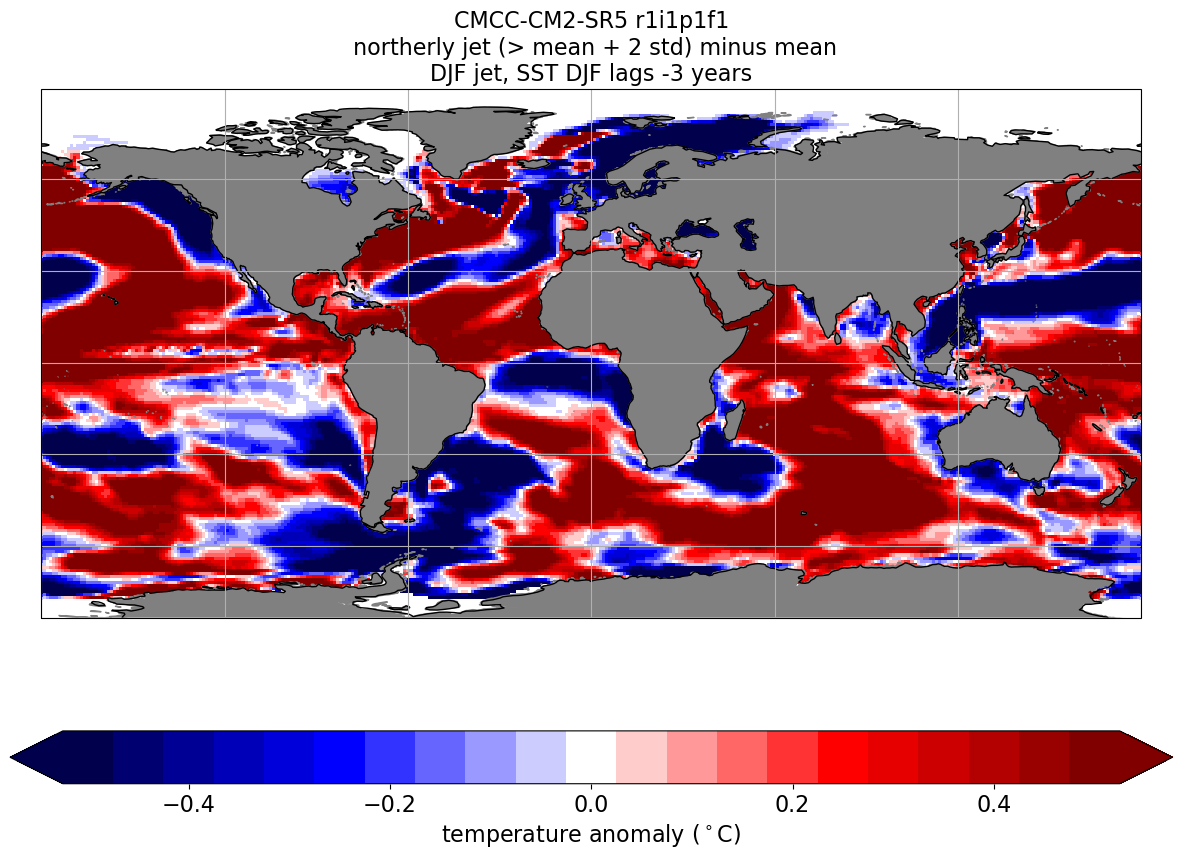 CMCC-CM2-SR5 r1i1p1f1
northerly jet (> mean + 2 std) minus mean
DJF jet, SST DJF lags -3 years
−0.4 −0.2 0.0 0.2 0.4
temperature anomaly (°C)